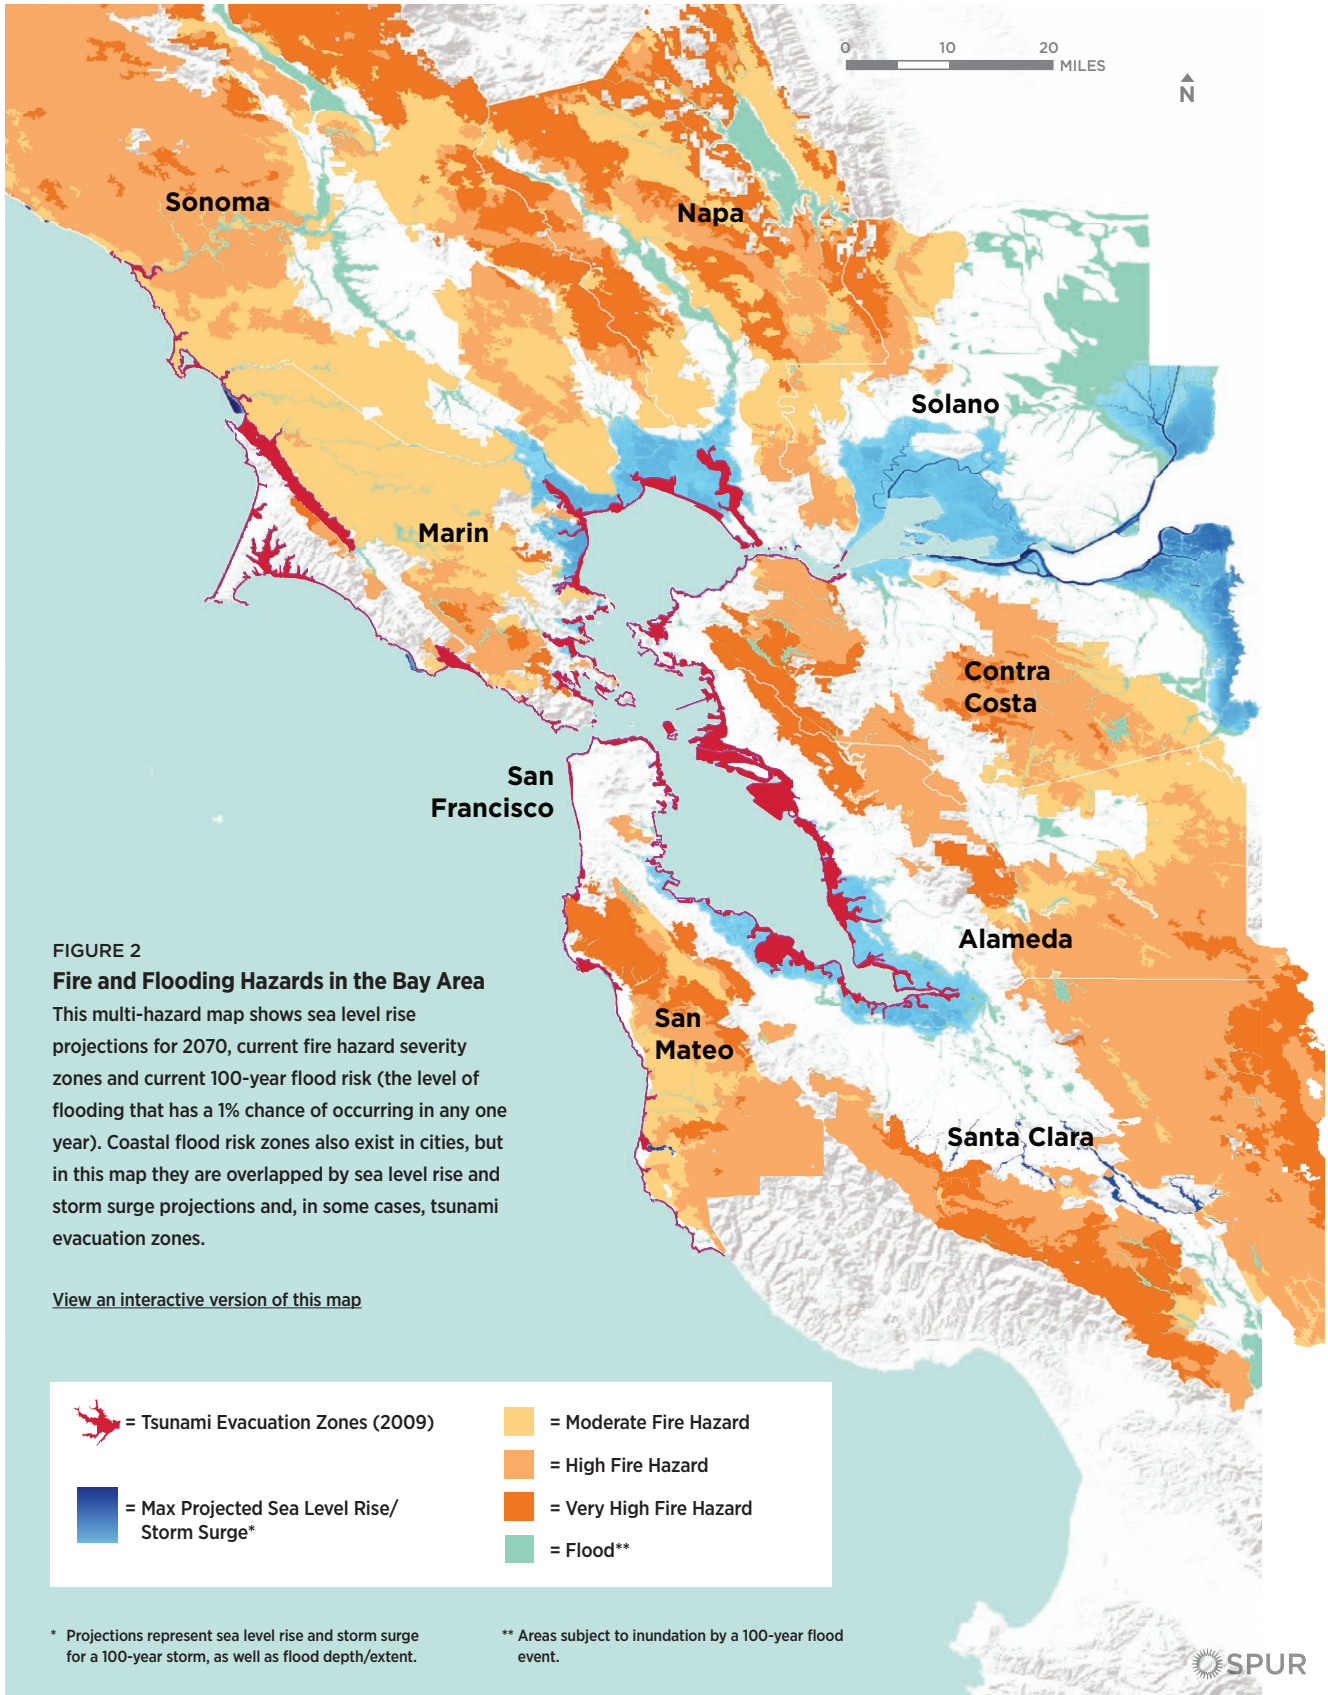 0 10 20
MILES
N
Sonoma
Napa
Solano
Marin
Contra
Costa
San
Francisco
Alameda
FIGURE 2
Fire and Flooding Hazards in the Bay Area
This multi-hazard map shows sea level rise
projections for 2070, current fire hazard severity
zones and current 100-year flood risk (the level of
flooding that has a 1% chance of occurring in any one
year). Coastal flood risk zones also exist in cities, but
in this map they are overlapped by sea level rise and
storm surge projections and, in some cases, tsunami
evacuation zones.
View an interactive version of this map
San
Mateo
Santa Clara
= Tsunami Evacuation Zones (2009)
= Max Projected Sea Level Rise/
Storm Surge*
= Moderate Fire Hazard
= High Fire Hazard
= Very High Fire Hazard
= Flood**
* Projections represent sea level rise and storm surge
for a 100-year storm, as well as flood depth/extent.
** Areas subject to inundation by a 100-year flood
event.
SPUR